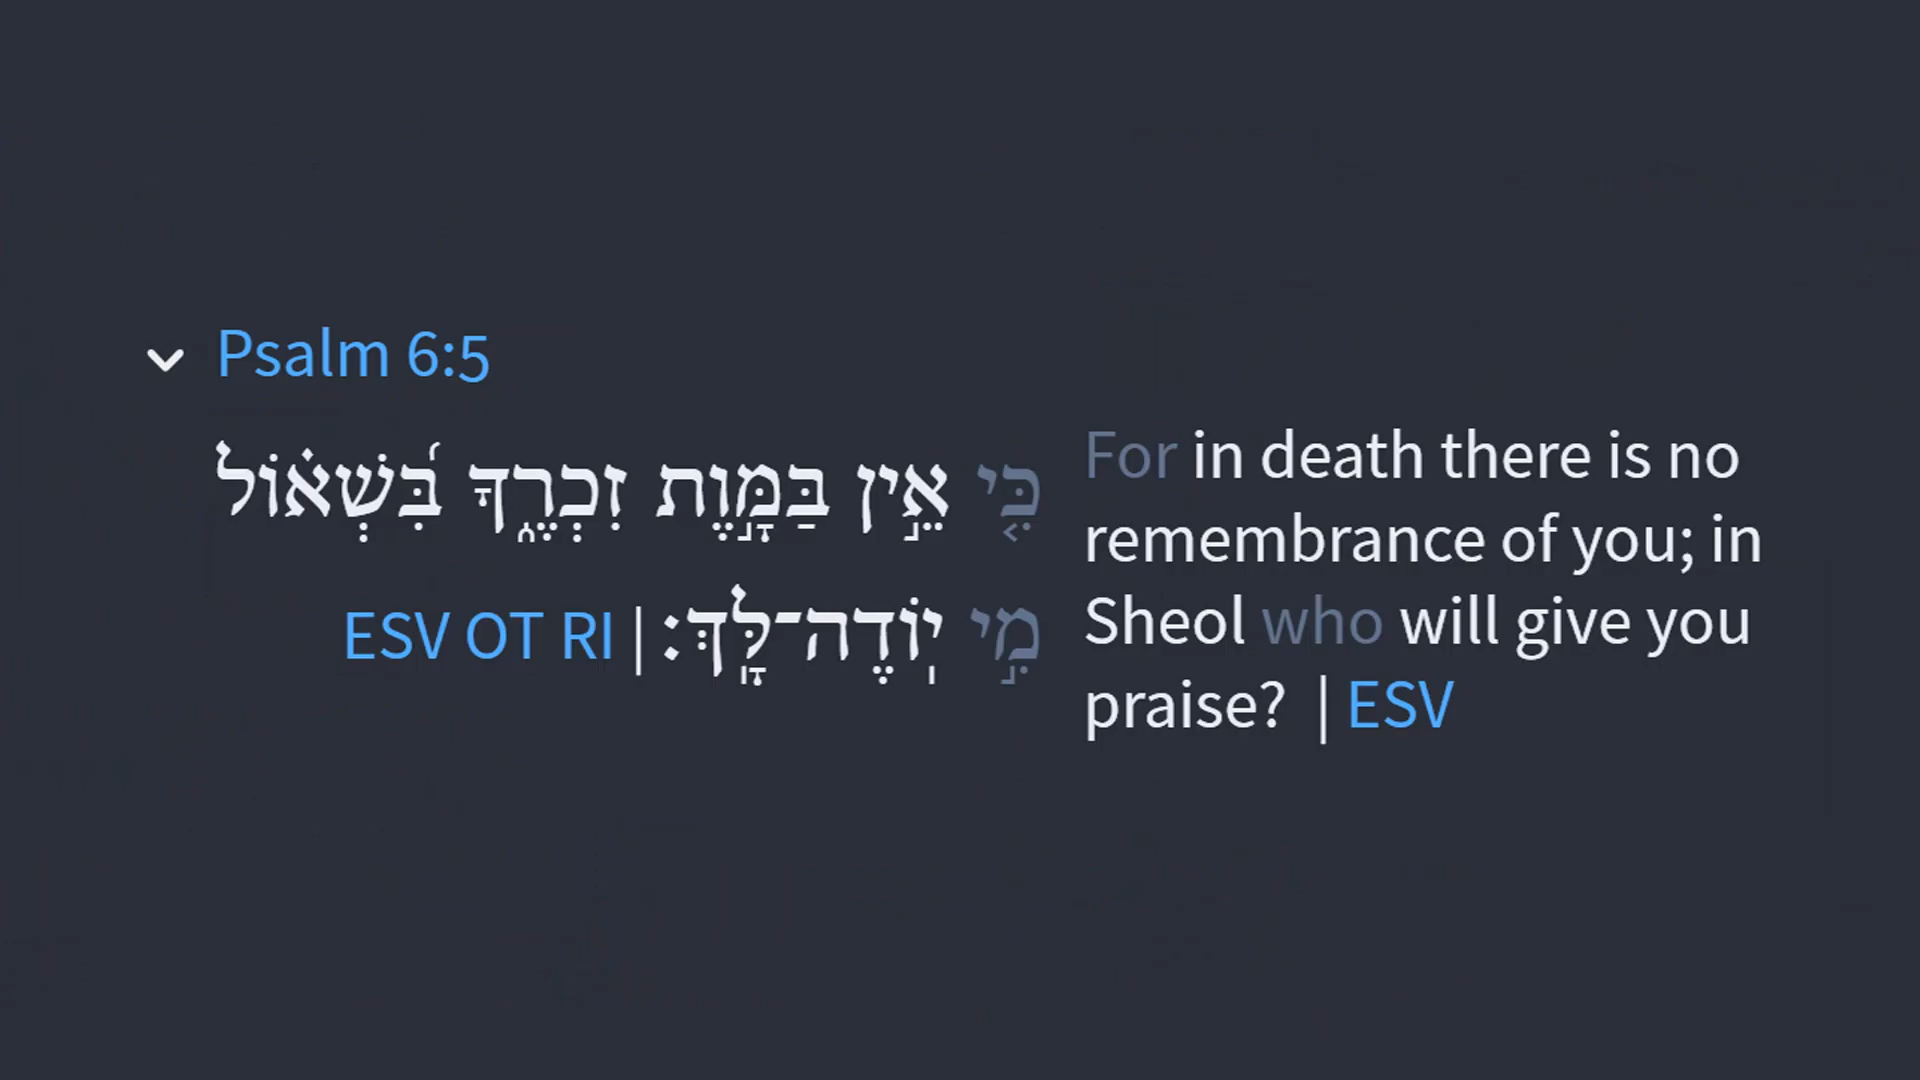 Psalm 6:5
כִּ֤י אֵ֣ין בַּמָּ֣וֶת זִכְרֶ֑ךָ בִּ֝שְׁא֗וֹל
מִ֣י יֽוֹדֶה־לָּֽךְ׃ | ESV OT RI
For in death there is no
remembrance of you; in
Sheol who will give you
praise? | ESV